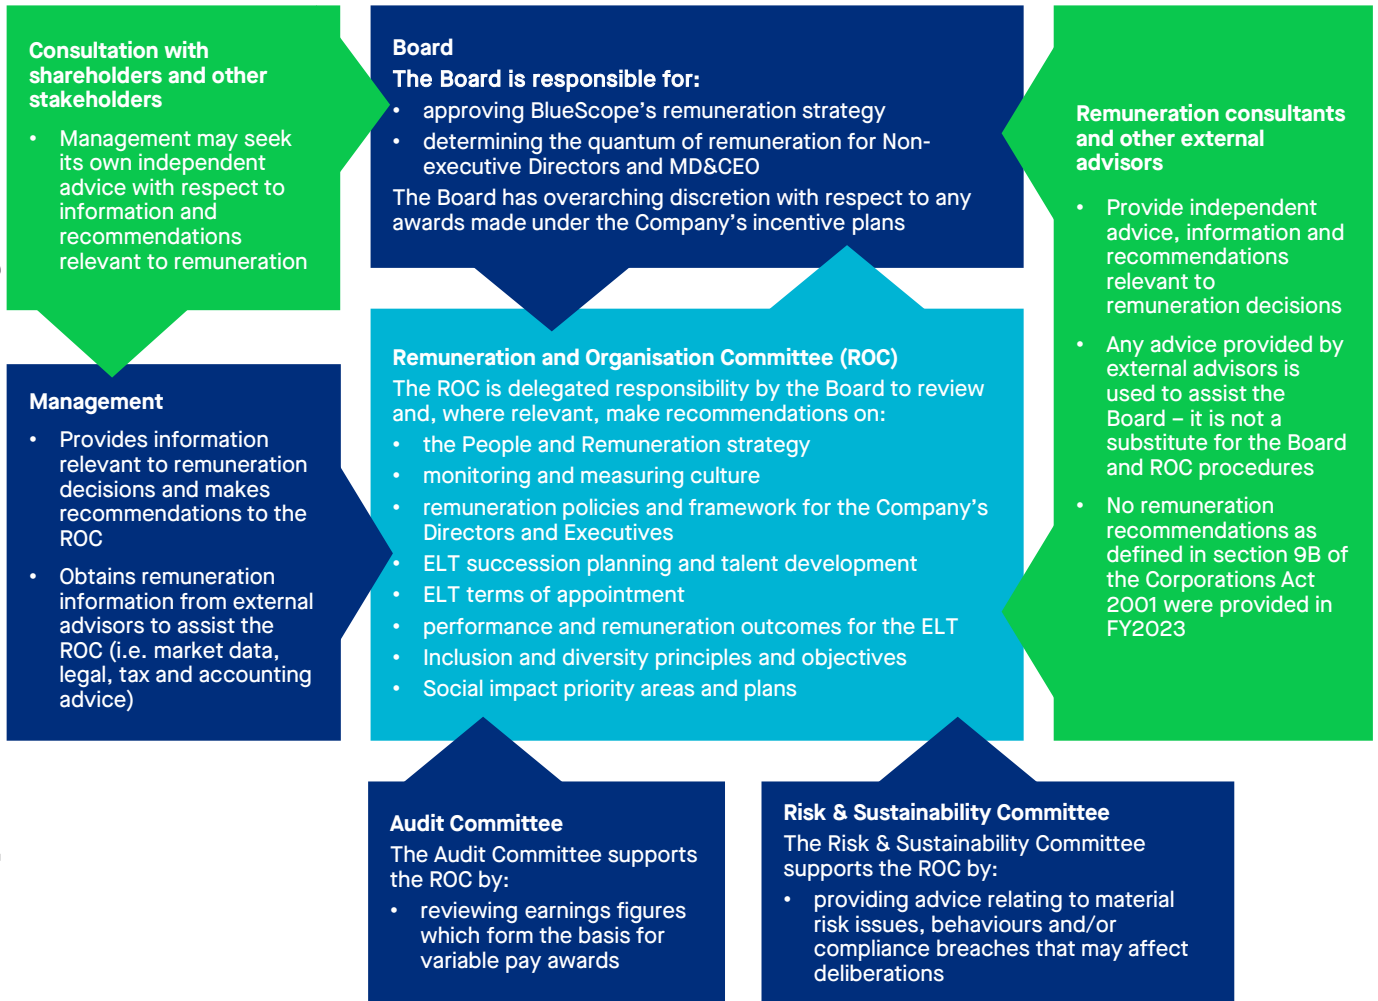 Consultation with
shareholders and other
stakeholders
• Management may seek
its own independent
advice with respect to
information and
recommendations
relevant to remuneration
Board
The Board is responsible for:
• approving BlueScope's remuneration strategy
• determining the quantum of remuneration for Non-
executive Directors and MD&CEO
The Board has overarching discretion with respect to any
awards made under the Company's incentive plans
Remuneration consultants
and other external
advisors
• Provide independent
advice, information and
recommendations
relevant to
remuneration decisions
• Any advice provided by
external advisors is
used to assist the
Board – it is not a
substitute for the Board
and ROC procedures
• No remuneration
recommendations as
defined in section 9B of
the Corporations Act
2001 were provided in
FY2023
Management
• Provides information
relevant to remuneration
decisions and makes
recommendations to the
ROC
• Obtains remuneration
information from external
advisors to assist the
ROC (i.e. market data,
legal, tax and accounting
advice)
Remuneration and Organisation Committee (ROC)
The ROC is delegated responsibility by the Board to review
and, where relevant, make recommendations on:
• the People and Remuneration strategy
• monitoring and measuring culture
• remuneration policies and framework for the Company's
Directors and Executives
• ELT succession planning and talent development
• ELT terms of appointment
• performance and remuneration outcomes for the ELT
• Inclusion and diversity principles and objectives
• Social impact priority areas and plans
Audit Committee
The Audit Committee supports
the ROC by:
• reviewing earnings figures
which form the basis for
variable pay awards
Risk & Sustainability Committee
The Risk & Sustainability Committee
supports the ROC by:
• providing advice relating to material
risk issues, behaviours and/or
compliance breaches that may affect
deliberations